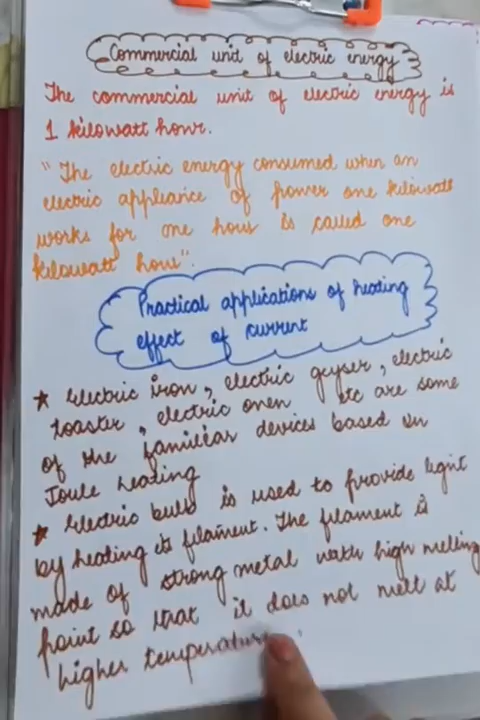 Commercial unit of electric energy
The commercial unit of electric energy is
1 kilowatt hour.
"The electric energy consumed when an
electric appliance of power one kilowatt
works for one hour is called one
kilowatt hour".
Practical applications of heating
effect of current
★ Electric iron, electric geyser, electric
toaster, electric oven etc are some
of the familiar devices based on
Joule heating
★ Electric bulb is used to provide light
by heating its filament. The filament is
made of strong metal with high melting
point so that it does not melt at
higher temperature.